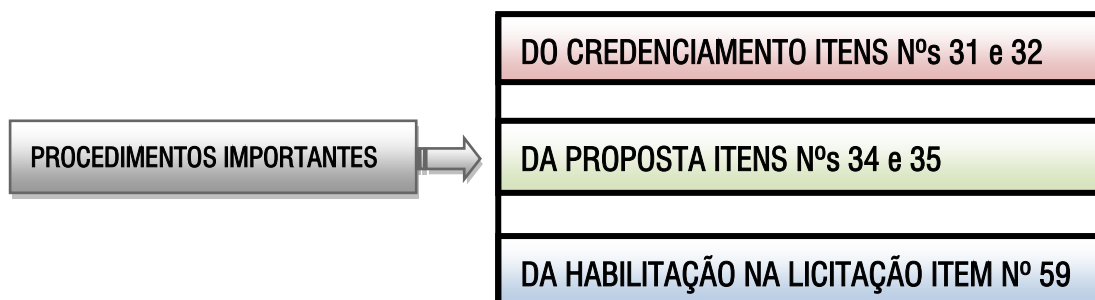 PROCEDIMENTOS IMPORTANTES
DO CREDENCIAMENTO ITENS Nºs 31 e 32
DA PROPOSTA ITENS Nºs 34 e 35
DA HABILITAÇÃO NA LICITAÇÃO ITEM Nº 59